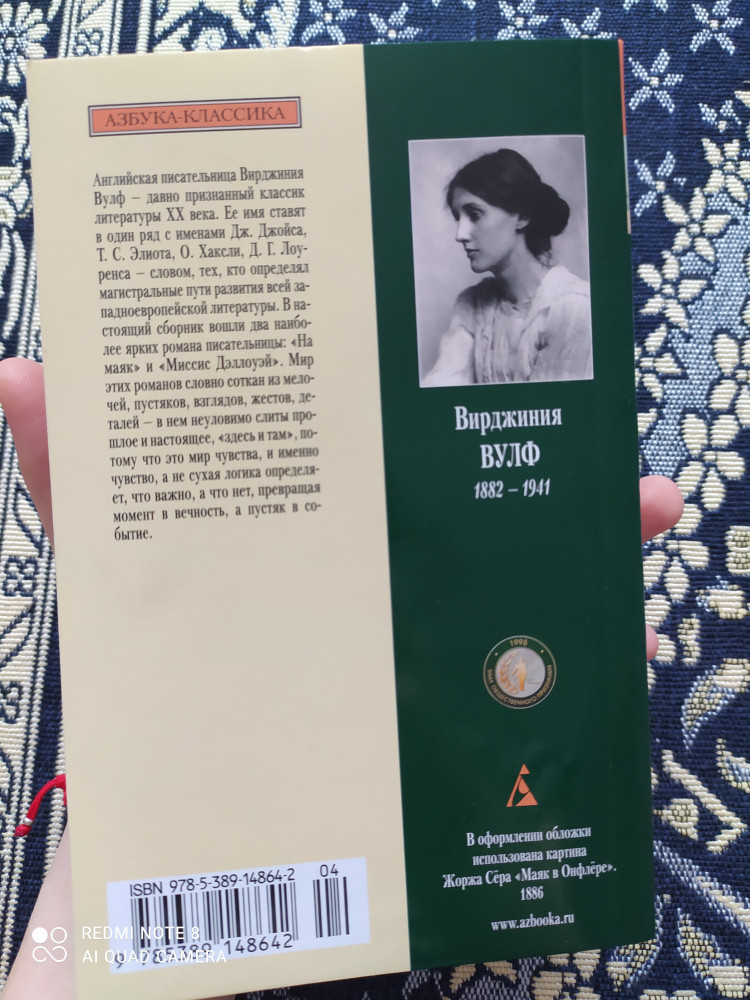 АЗБУКА-КЛАССИКА
Английская писательница Вирджиния
Вулф – давно признанный классик
литературы XX века. Ее имя ставят
в один ряд с именами Дж. Джойса,
Т. С. Элиота, О. Хаксли, Д. Г. Лоу-
ренса – словом, тех, кто определял
магистральные пути развития всей за-
падноевропейской литературы. В на-
стоящий сборник вошли два наибо-
лее ярких романа писательницы: «На
маяк» и «Миссис Дэллоуэй». Мир
этих романов словно соткан из мело-
чей, пустяков, взглядов, жестов, де-
талей – в нем неуловимо слиты про-
шлое и настоящее, «здесь и там», по-
тому что это мир чувства, и именно
чувство, а не сухая логика определя-
ет, что важно, а что нет, превращая
момент в вечность, а пустяк в со-
бытие.
Вирджиния
ВУЛФ
1882 – 1941
1998
ЗНАК ОБЩЕСТВЕННОГО ПРИЗНАНИЯ
В оформлении обложки
использована картина
Жоржа Сёра «Маяк в Онфлёре».
1886
www.azbooka.ru
ISBN 978-5-389-14864-2
04
148642
REDMI NOTE 8
AI QUAD CAMERA